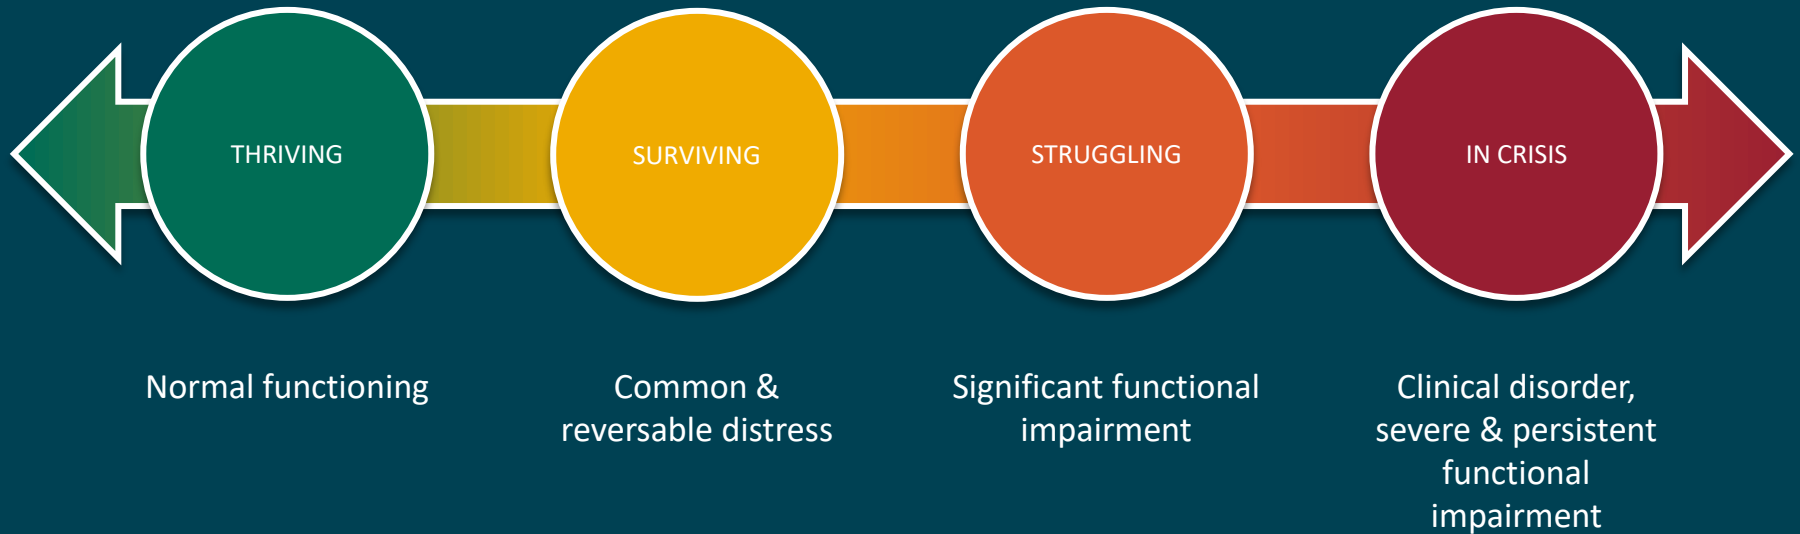 THRIVING
SURVIVING
STRUGGLING
IN CRISIS
Normal functioning
Common &
reversable distress
Significant functional
impairment
Clinical disorder,
severe & persistent
functional
impairment